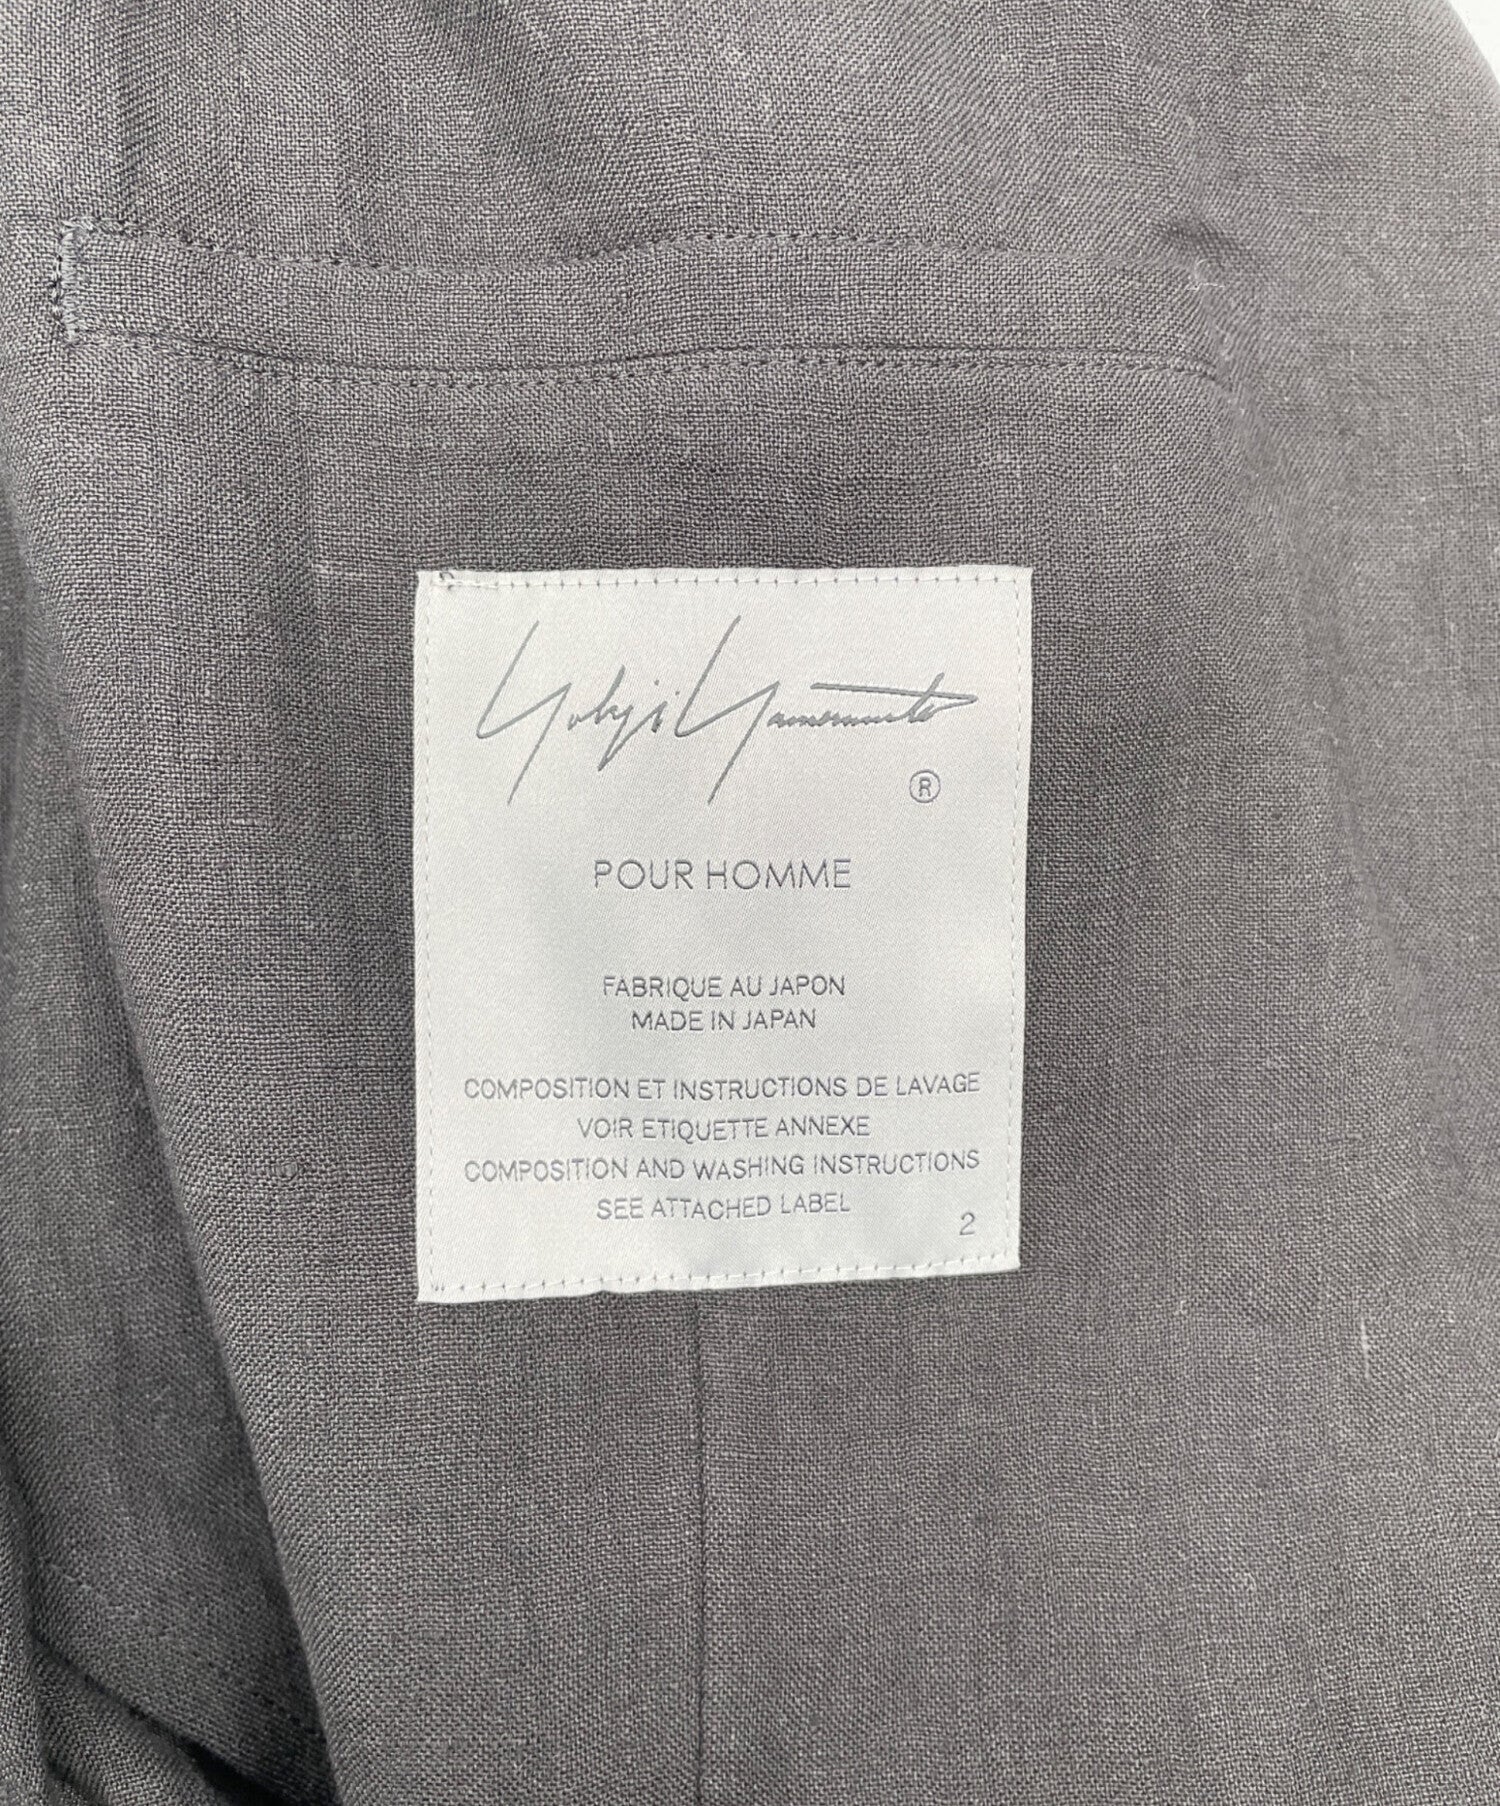 Yohji Yamamoto
®
POUR HOMME
FABRIQUE AU JAPON
MADE IN JAPAN
COMPOSITION ET INSTRUCTIONS DE LAVAGE
VOIR ETIQUETTE ANNEXE
COMPOSITION AND WASHING INSTRUCTIONS
SEE ATTACHED LABEL
2